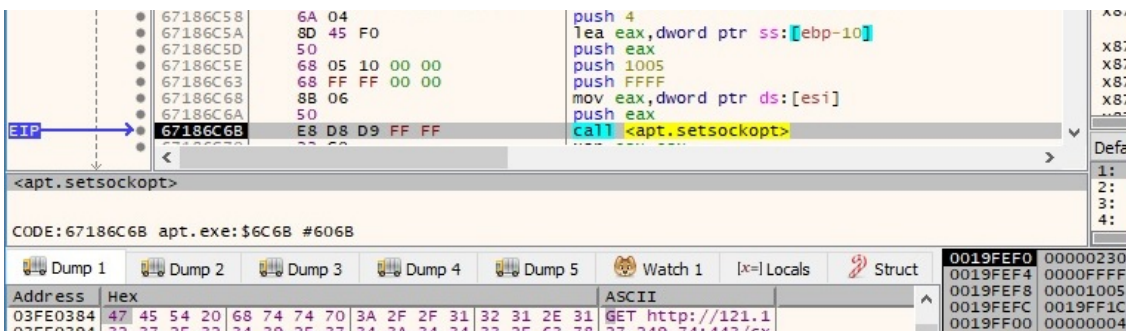 67186C58 6A 04 push 4
67186C5A 8D 45 F0 lea eax,dword ptr ss:[ebp-10]
67186C5D 50 push eax
67186C5E 68 05 10 00 00 push 1005
67186C63 68 FF FF 00 00 push FFFF
67186C68 8B 06 mov eax,dword ptr ds:[esi]
67186C6A 50 push eax
EIP 67186C6B E8 D8 D9 FF FF call <apt.setsockopt>
<apt.setsockopt>
CODE:67186C6B apt.exe:$6C6B #606B
x87
x87
x87
Defa
1:
2:
3:
4:
Dump 1 Dump 2 Dump 3 Dump 4 Dump 5 Watch 1 [x=] Locals Struct
Address Hex ASCII
03FE0384 47 45 54 20 68 74 74 70 3A 2F 2F 31 32 31 2E 31 GET http://121.1
0019FEF0 00000230
0019FEF4 0000FFFF
0019FEF8 00001005
0019FEFC 0019FF1C
0019FF00 00000004